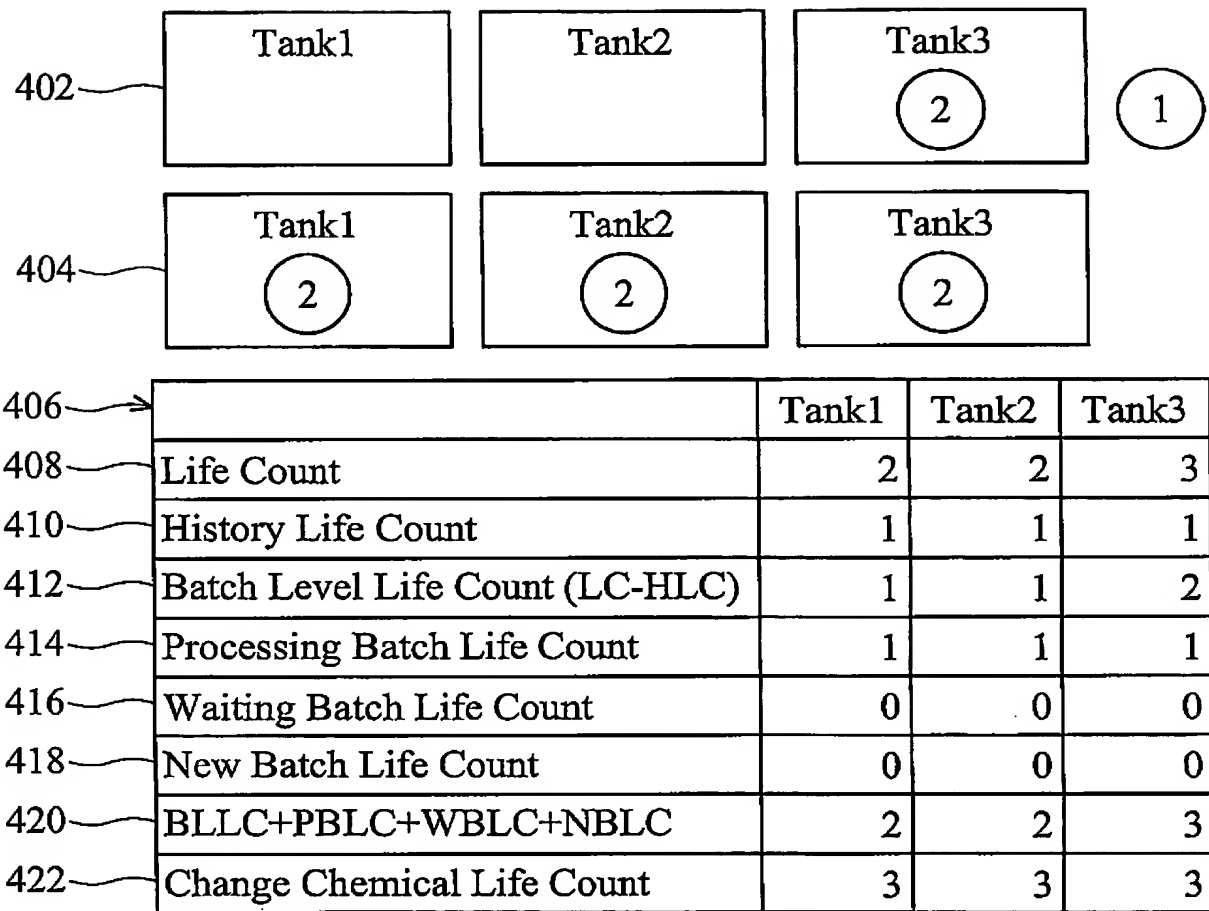 Tank1 Tank2 Tank3
402 2 1
Tank1 Tank2 Tank3
404 2 2 2
406 Tank1 Tank2 Tank3
408 Life Count 2 2 3
410 History Life Count 1 1 1
412 Batch Level Life Count (LC-HLC) 1 1 2
414 Processing Batch Life Count 1 1 1
416 Waiting Batch Life Count 0 0 0
418 New Batch Life Count 0 0 0
420 BLLC+PBLC+WBLC+NBLC 2 2 3
422 Change Chemical Life Count 3 3 3